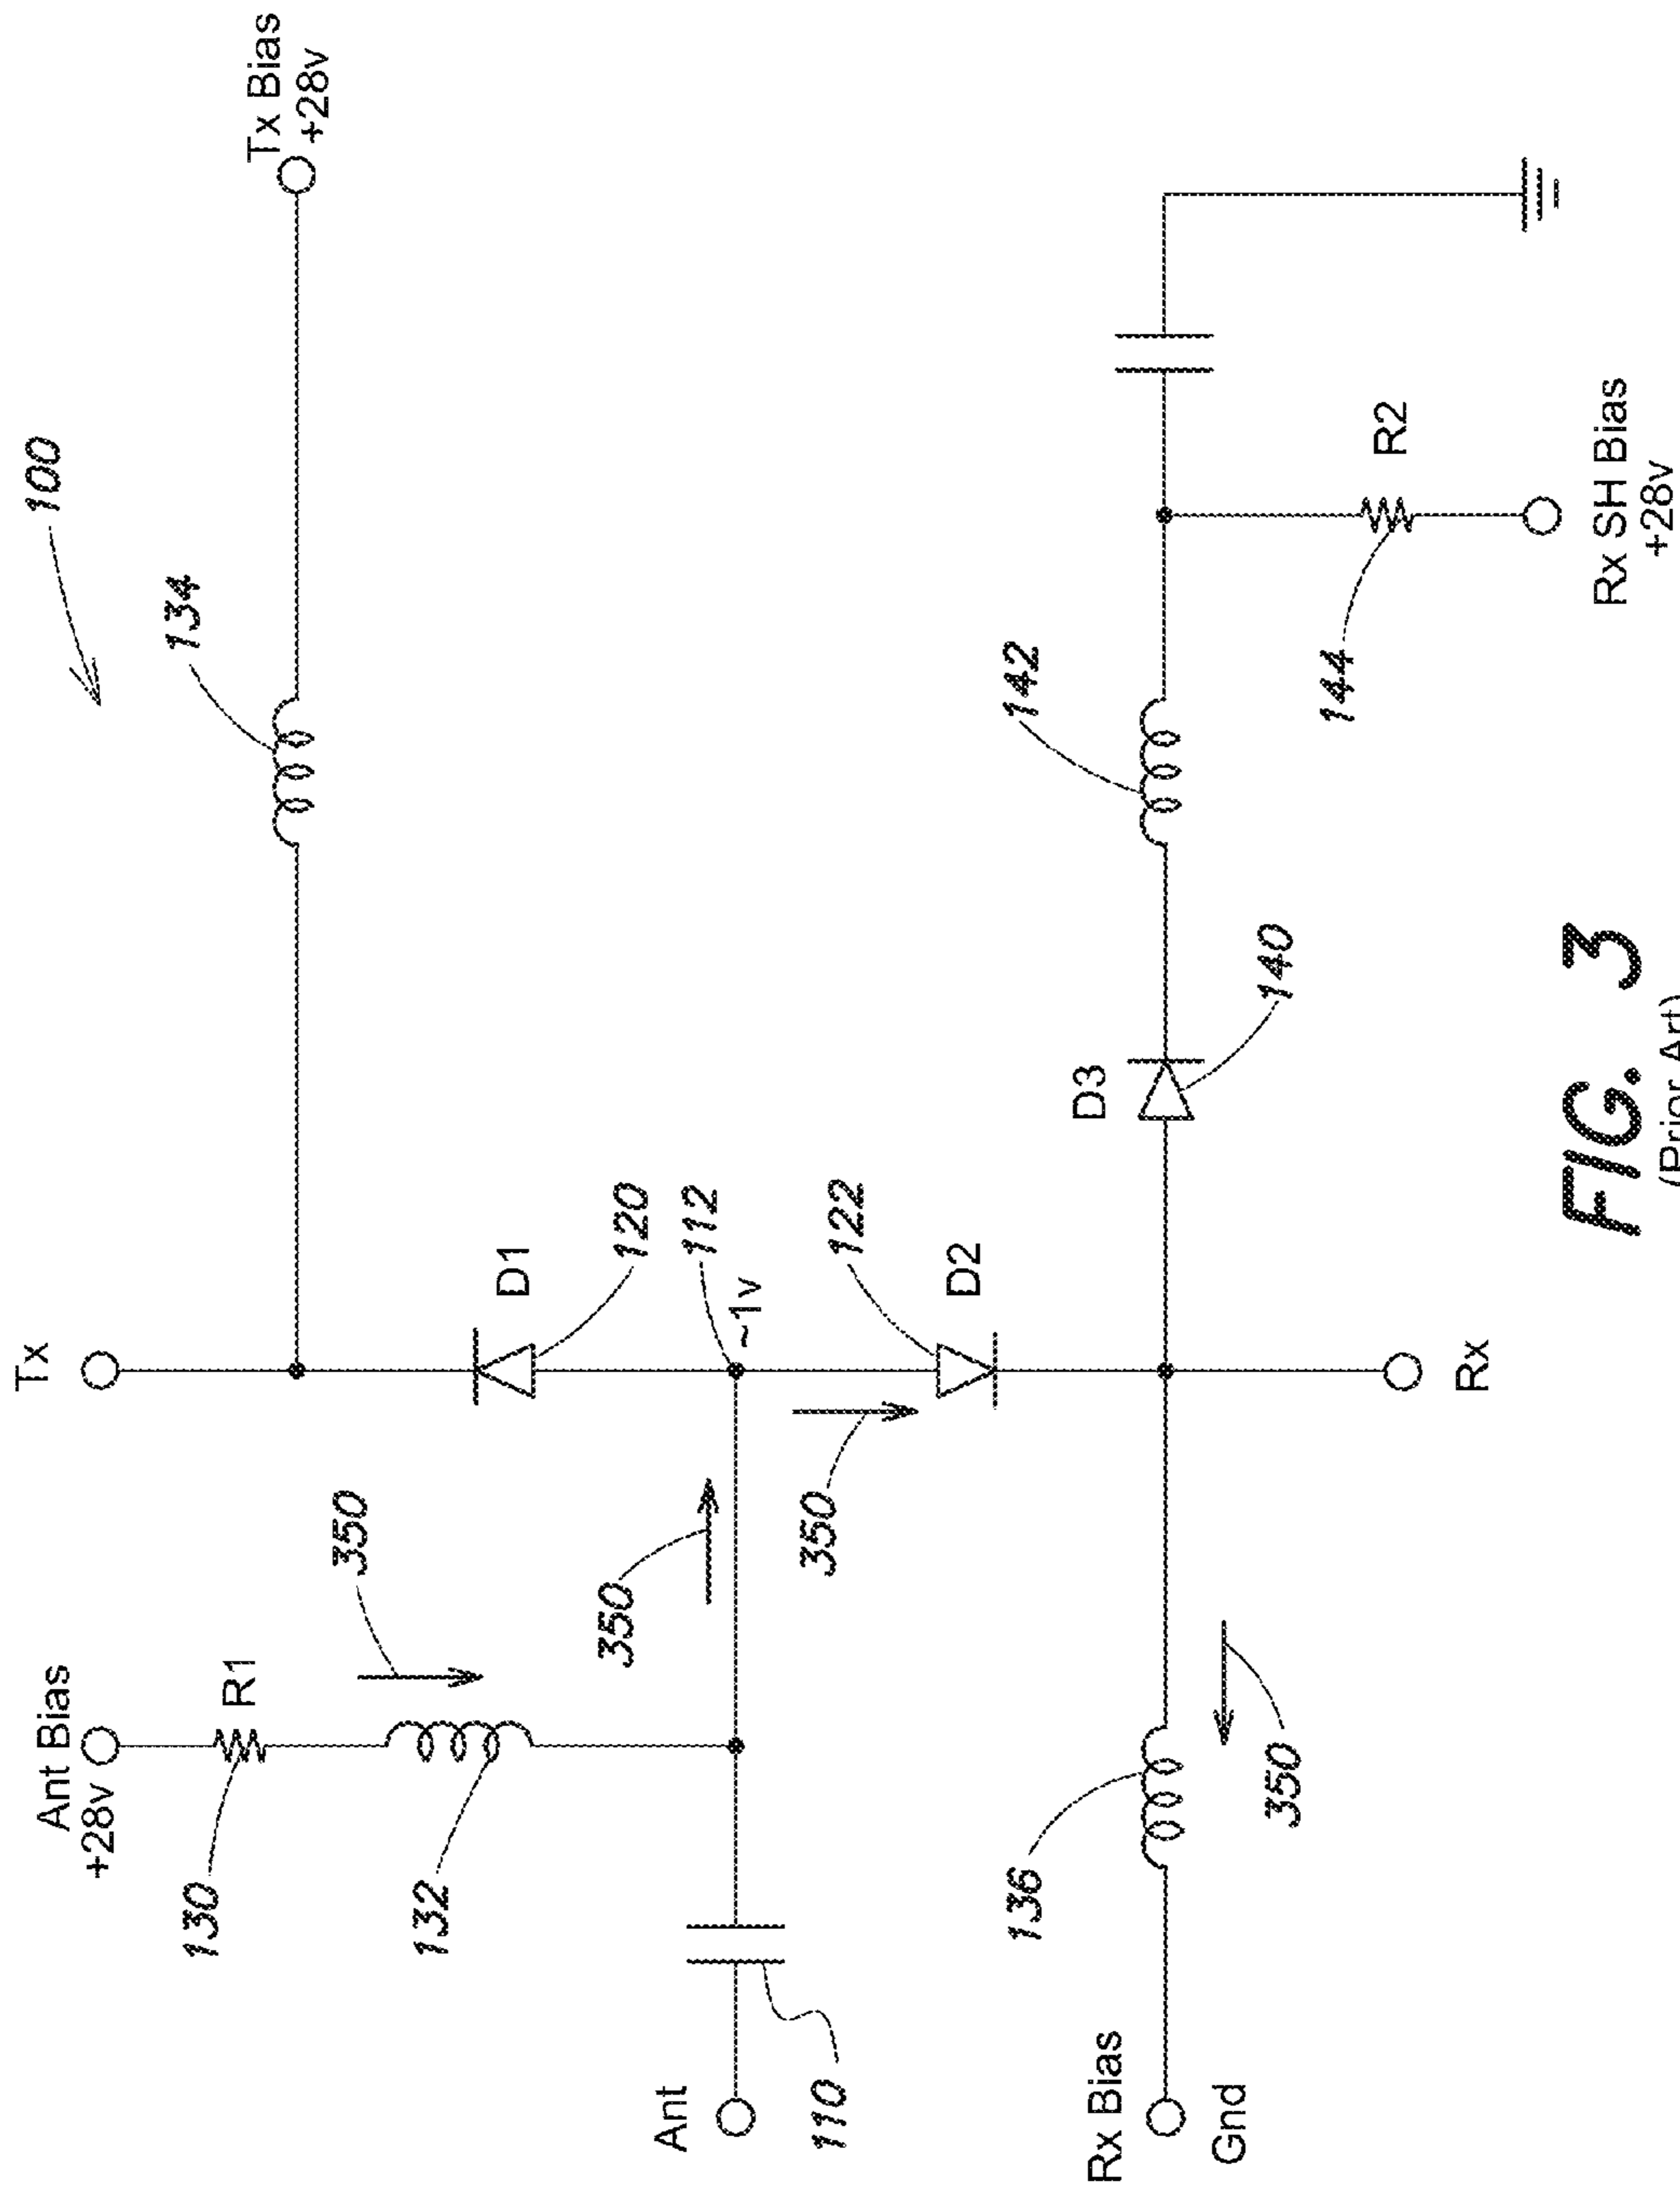 100
Tx Bias
+28v
134
Tx
Ant Bias
+28v
R1
130
132
350
D1
120
112
~1v
350
Ant
110
350
122
D2
D3
140
142
R2
144
Rx SH Bias
+28v
136
350
Rx Bias
Gnd
Rx
FIG. 3
(Prior Art)